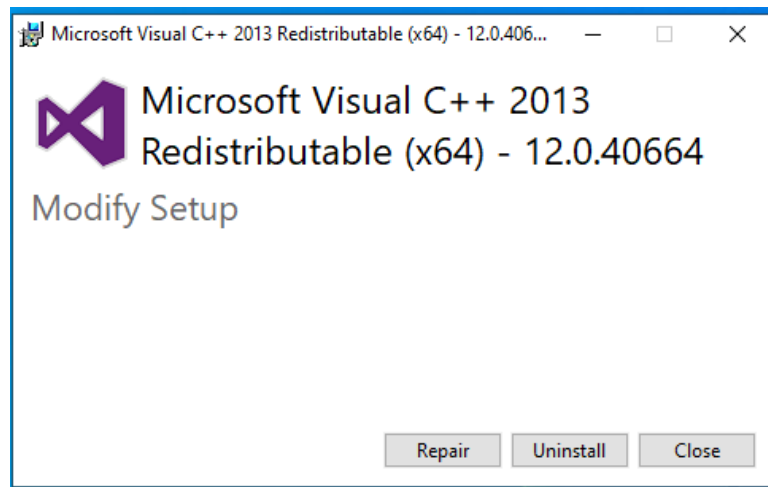 Microsoft Visual C++ 2013 Redistributable (x64) - 12.0.406...
Microsoft Visual C++ 2013
Redistributable (x64) - 12.0.40664
Modify Setup
Repair Uninstall Close